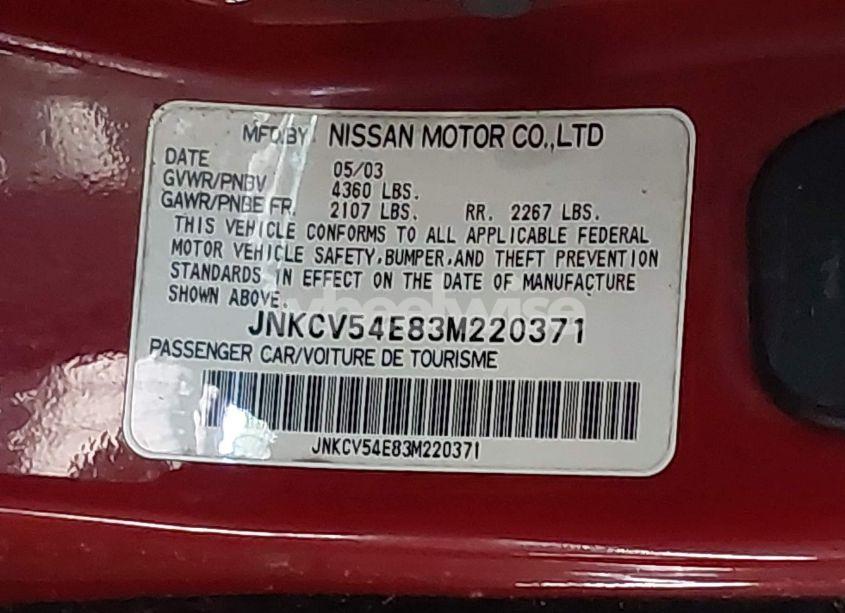 MFD.BY NISSAN MOTOR CO.,LTD
DATE 05/03
GVWR/PNBV 4360 LBS.
GAWR/PNBE FR. 2107 LBS. RR. 2267 LBS.
THIS VEHICLE CONFORMS TO ALL APPLICABLE FEDERAL
MOTOR VEHICLE SAFETY,BUMPER,AND THEFT PREVENTION
STANDARDS IN EFFECT ON THE DATE OF MANUFACTURE
SHOWN ABOVE.
wheelwise
JNKCV54E83M220371
PASSENGER CAR/VOITURE DE TOURISME
JNKCV54E83M220371